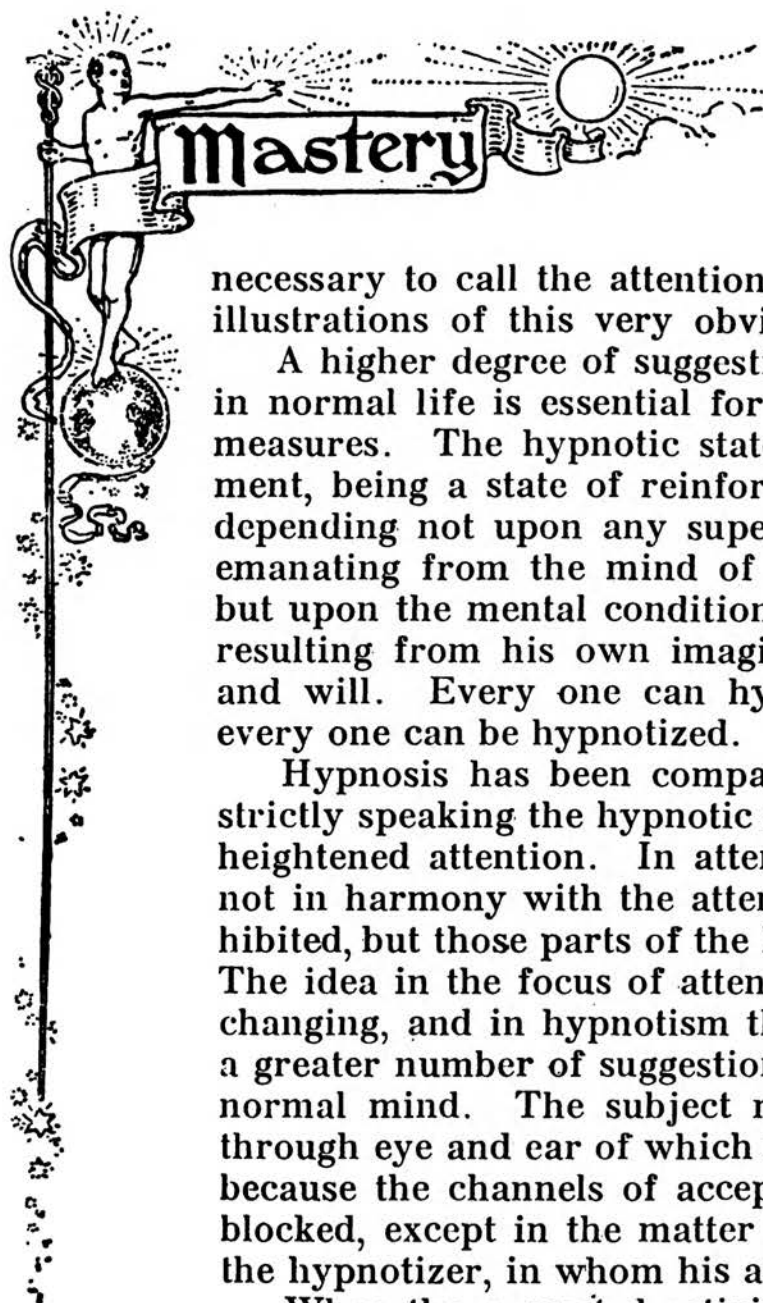 Mastery
necessary to call the attention
illustrations of this very obvi
A higher degree of suggest
in normal life is essential for
measures. The hypnotic stat
ment, being a state of reinfor
depending not upon any supe
emanating from the mind of
but upon the mental condition
resulting from his own imagi
and will. Every one can hy
every one can be hypnotized.
Hypnosis has been compa
strictly speaking the hypnotic
heightened attention. In atten
not in harmony with the atten
hibited, but those parts of the
The idea in the focus of atten
changing, and in hypnotism th
a greater number of suggestion
normal mind. The subject
through eye and ear of which
because the channels of accep
blocked, except in the matter
the hypnotizer, in whom his a